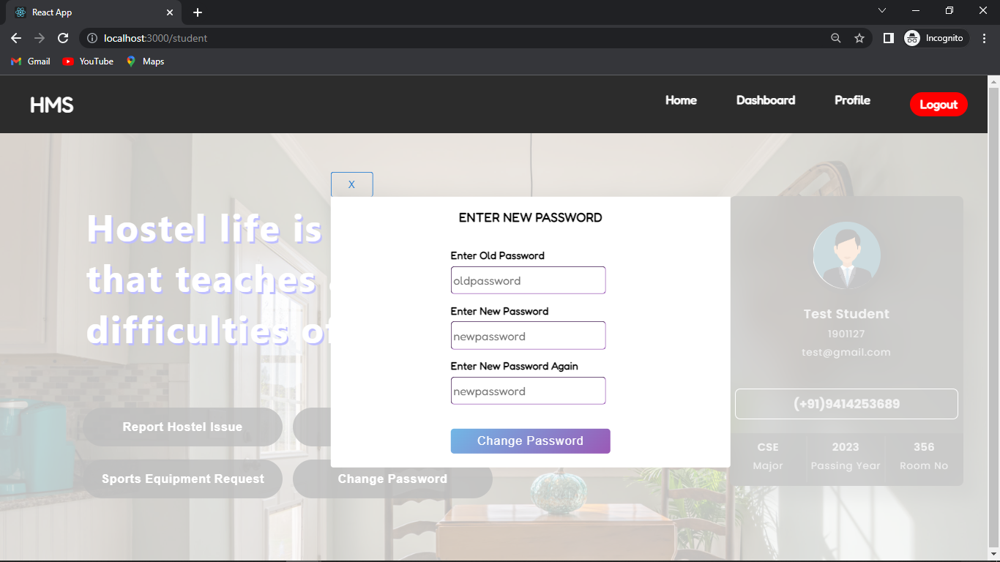 React App
localhost:3000/student
Incognito
Gmail
YouTube
Maps
HMS
Home
Dashboard
Profile
Logout
X
Hostel life is
that teaches
difficulties of
ENTER NEW PASSWORD
Enter Old Password
oldpassword
Enter New Password
newpassword
Enter New Password Again
newpassword
Change Password
Test Student
1901127
test@gmail.com
(+91)9414253689
CSE
Major
2023
Passing Year
356
Room No
Report Hostel Issue
Sports Equipment Request
Change Password